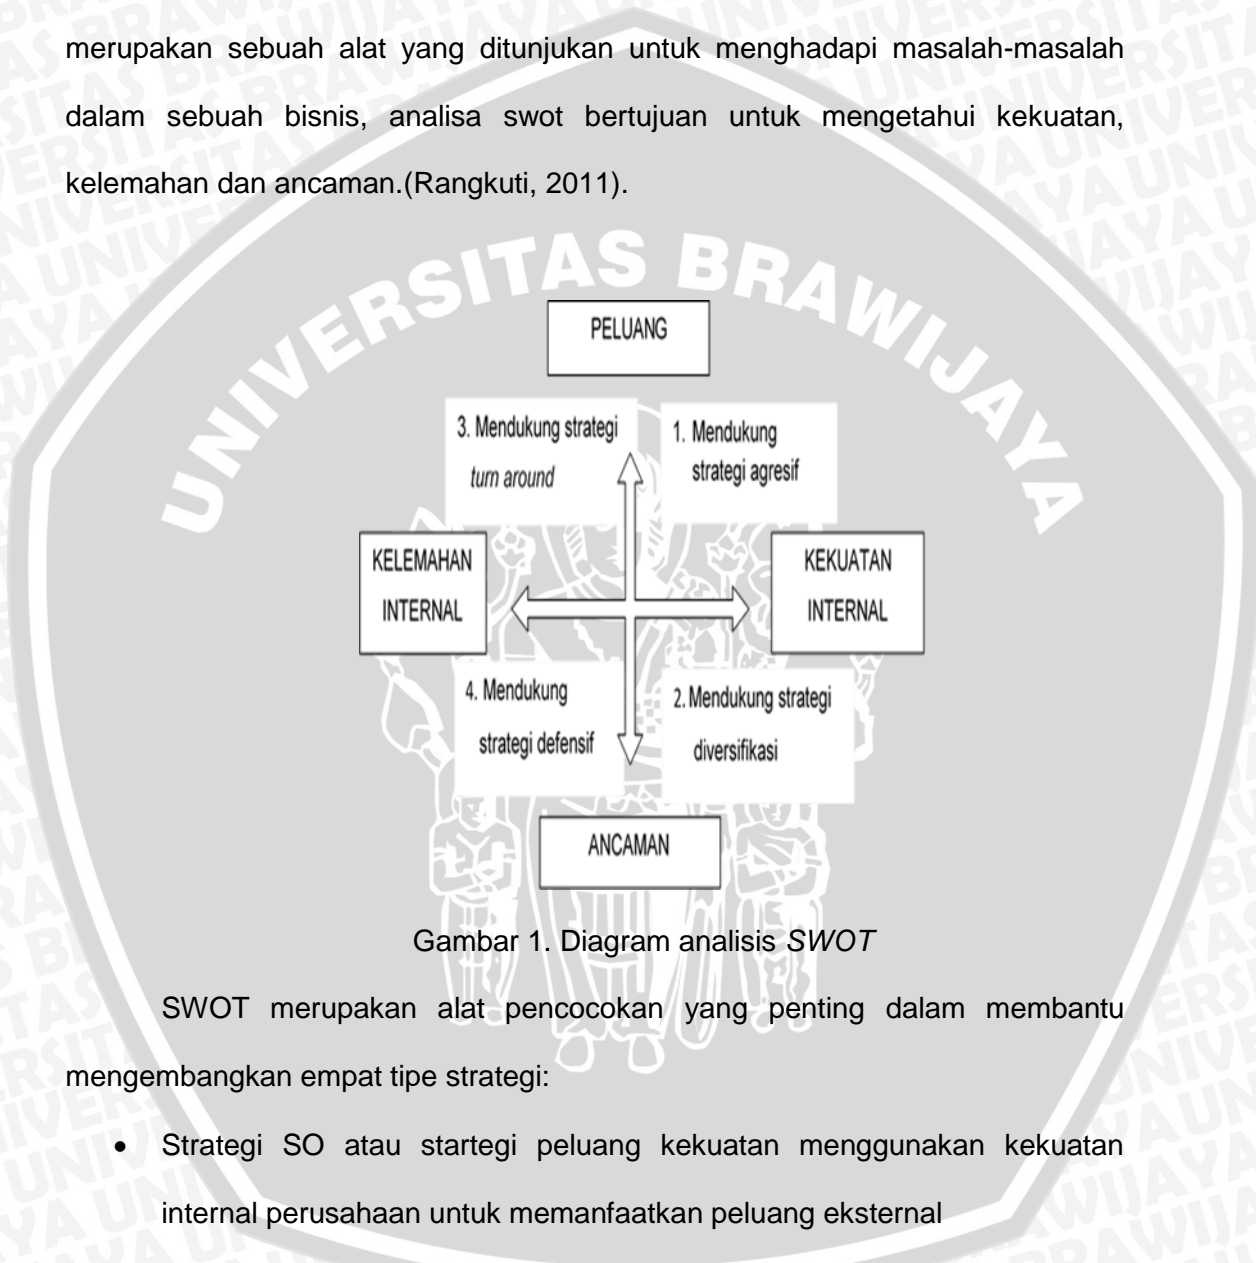 merupakan sebuah alat yang ditunjukan untuk menghadapi masalah-masalah
dalam sebuah bisnis, analisa swot bertujuan untuk mengetahui kekuatan,
kelemahan dan ancaman.(Rangkuti, 2011).
UNIVERSITAS BRAWIJAYA
PELUANG
3. Mendukung strategi
turn around
1. Mendukung
strategi agresif
KELEMAHAN
INTERNAL
KEKUATAN
INTERNAL
4. Mendukung
strategi defensif
2. Mendukung strategi
diversifikasi
ANCAMAN
Gambar 1. Diagram analisis SWOT
SWOT merupakan alat pencocokan yang penting dalam membantu
mengembangkan empat tipe strategi:
• Strategi SO atau startegi peluang kekuatan menggunakan kekuatan
internal perusahaan untuk memanfaatkan peluang eksternal